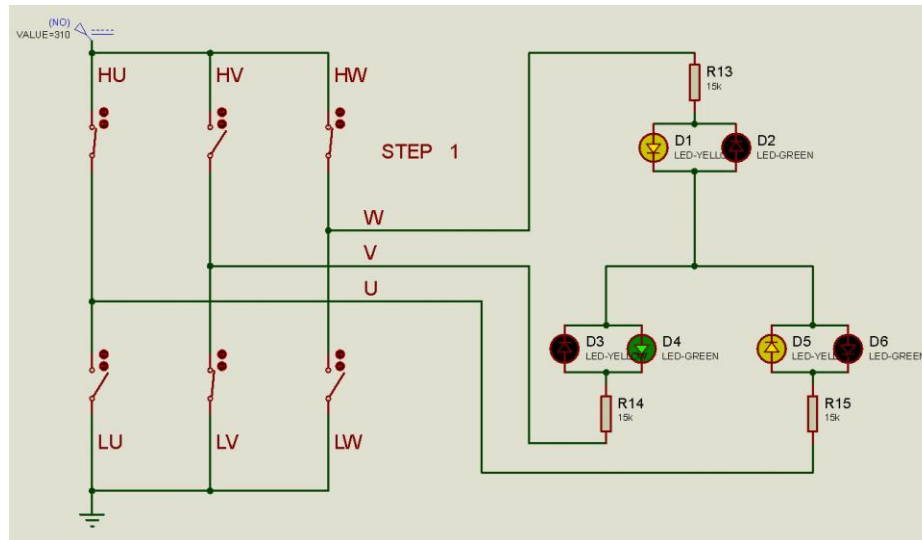 (NO)
VALUE=310
HU
HV
HW
STEP 1
R13
15k
D1
LED-YELLOW
D2
LED-GREEN
W
V
U
D3
LED-YELLOW
D4
LED-GREEN
D5
LED-YELLO
D6
LED-GREEN
R14
15k
R15
15k
LU
LV
LW